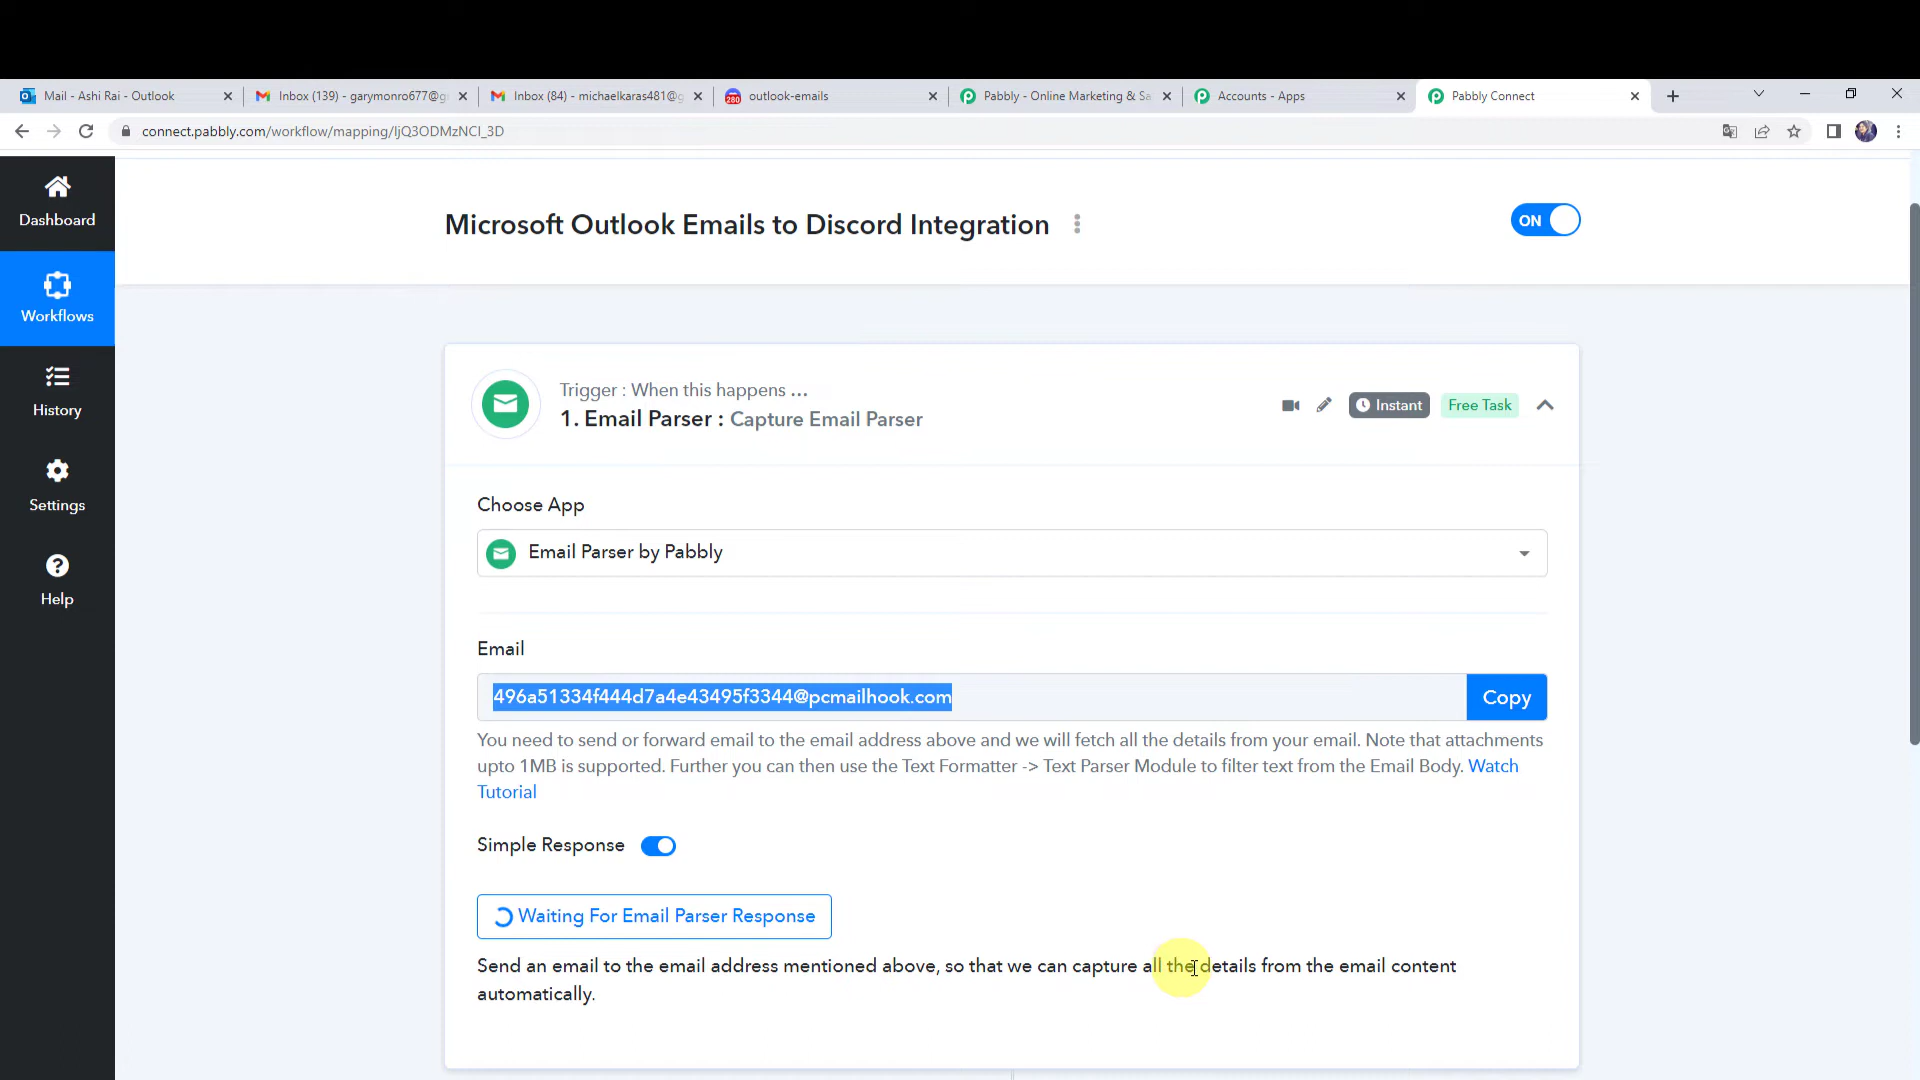 Mail - Ashi Rai - Outlook
Inbox (139) - garymonro677@g
Inbox (84) - michaelkaras481@g
280
outlook-emails
Pabbly - Online Marketing & Sa
Accounts - Apps
Pabbly Connect
connect.pabbly.com/workflow/mapping/IjQ3ODMzNCI_3D
Dashboard
Workflows
History
Settings
Help
Microsoft Outlook Emails to Discord Integration
ON
Trigger : When this happens ...
1. Email Parser : Capture Email Parser
Instant
Free Task
Choose App
Email Parser by Pabbly
Email
496a51334f444d7a4e43495f3344@pcmailhook.com
Copy
You need to send or forward email to the email address above and we will fetch all the details from your email. Note that attachments
upto 1MB is supported. Further you can then use the Text Formatter -> Text Parser Module to filter text from the Email Body. Watch
Tutorial
Simple Response
Waiting For Email Parser Response
Send an email to the email address mentioned above, so that we can capture all the details from the email content
automatically.